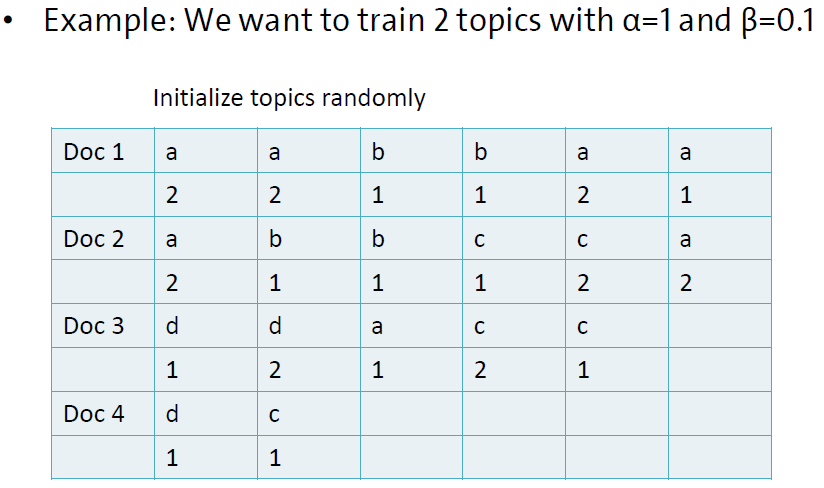 • Example: We want to train 2 topics with α=1 and β=0.1
Initialize topics randomly
Doc 1 a a b b a a
2 2 1 1 2 1
Doc 2 a b b c c a
2 1 1 1 2 2
Doc 3 d d a c c
1 2 1 2 1
Doc 4 d c
1 1